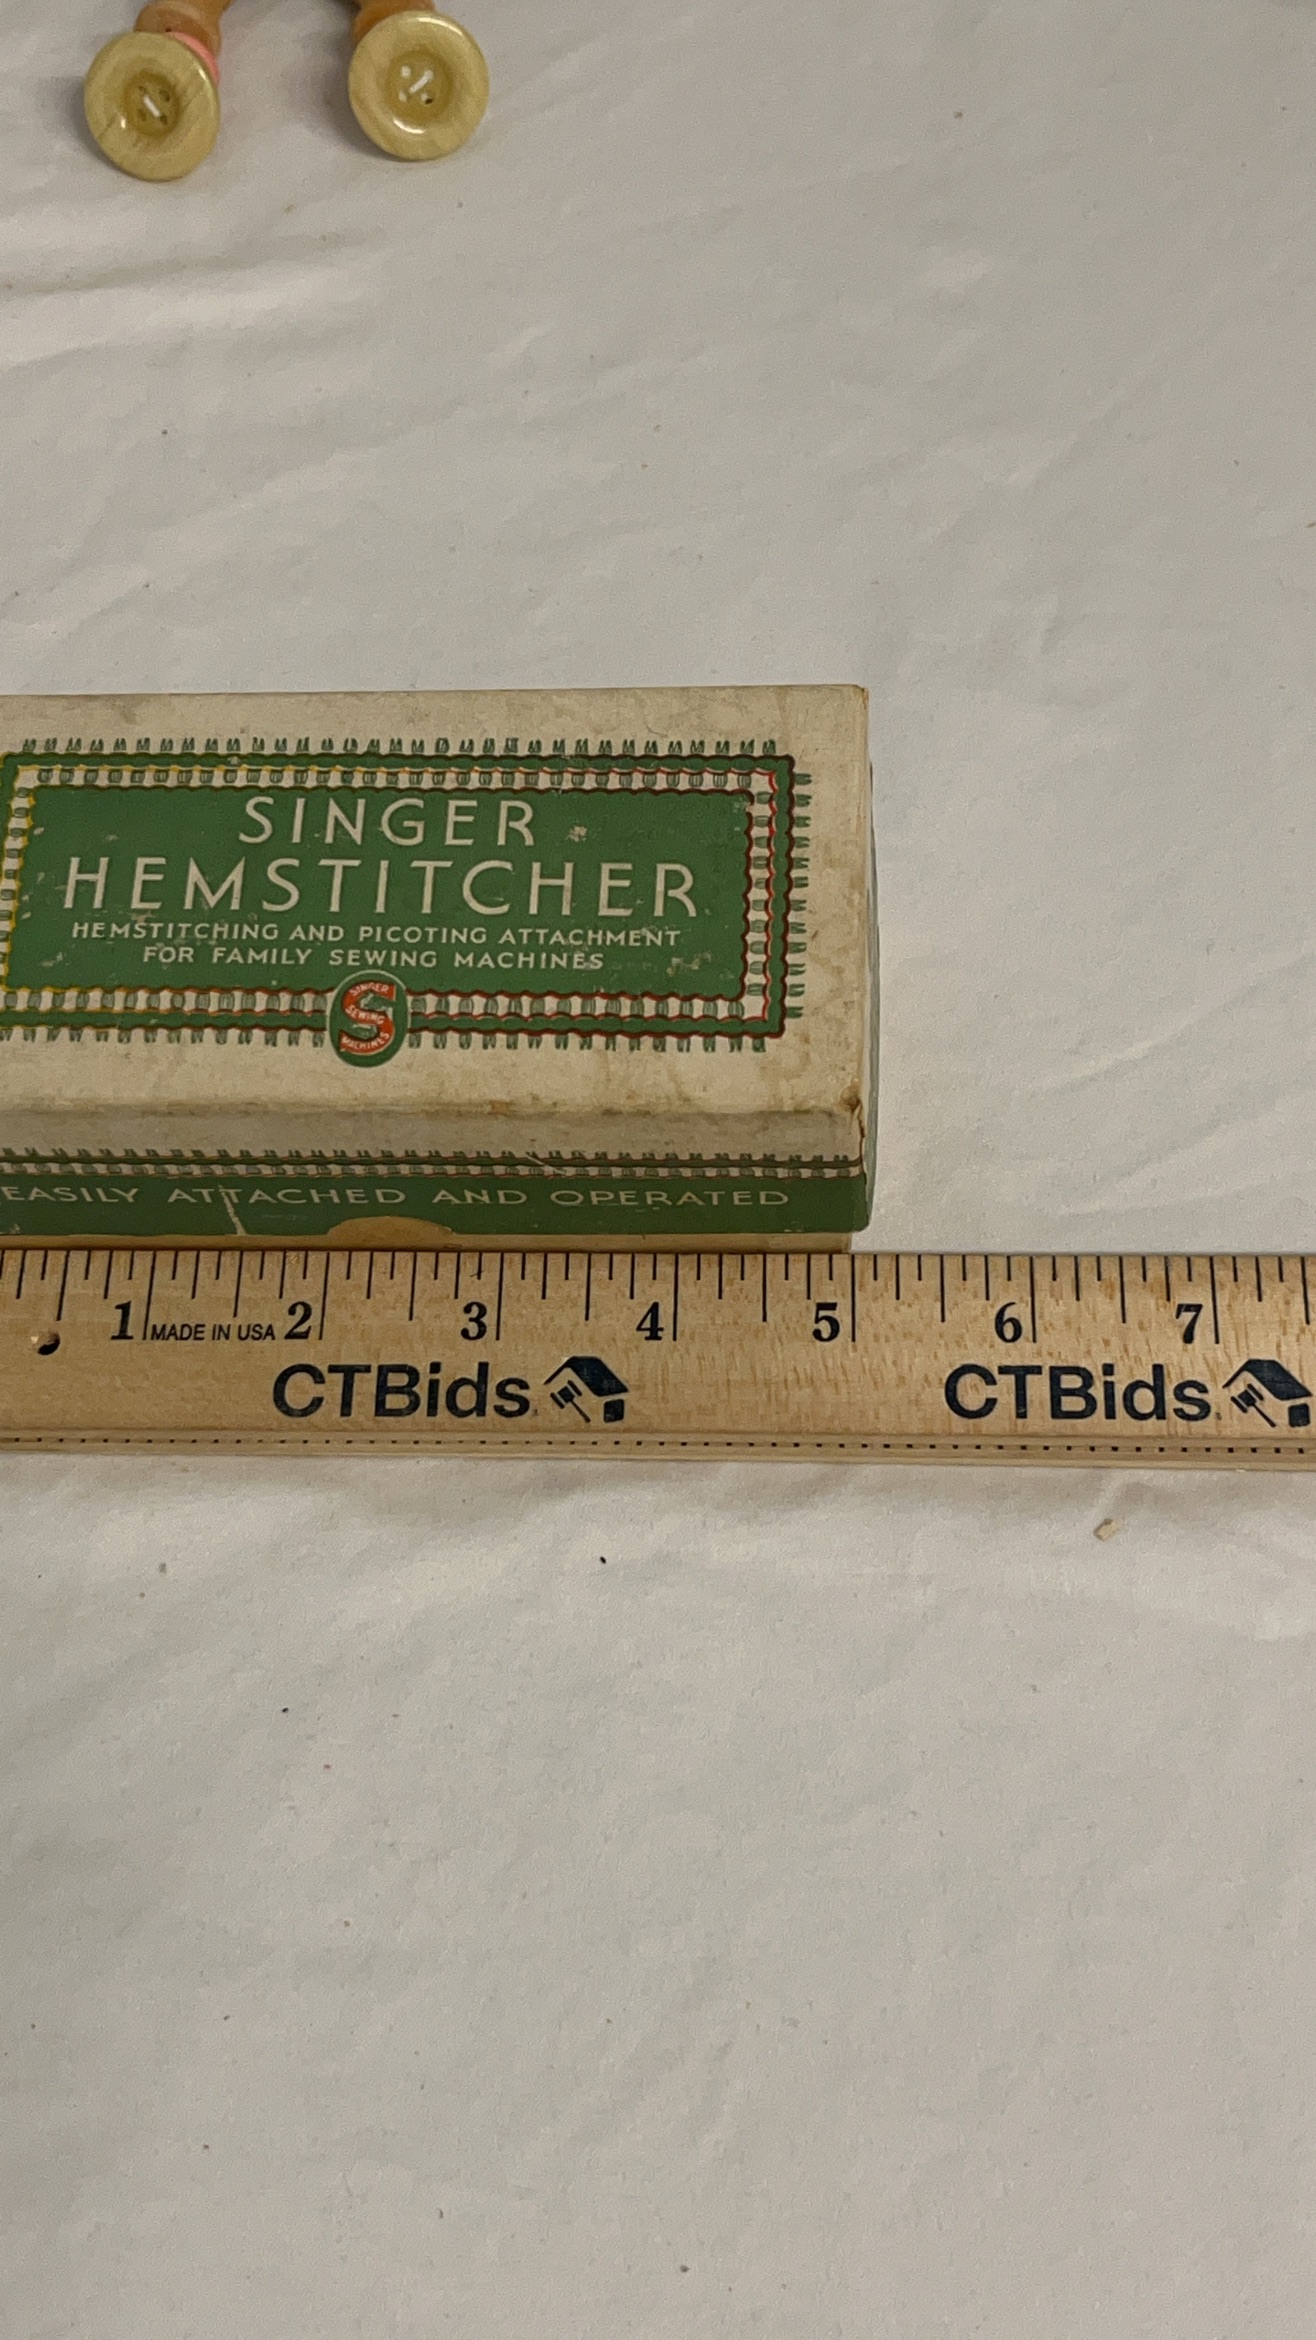 SINGER
HEMSTITCHER
HEMSTITCHING AND PICOTING ATTACHMENT
FOR FAMILY SEWING MACHINES
SINGER
SEWING
MACHINES
EASILY ATTACHED AND OPERATED
1 MADE IN USA 2 3 4 5 6 7
CTBids. CTBids.